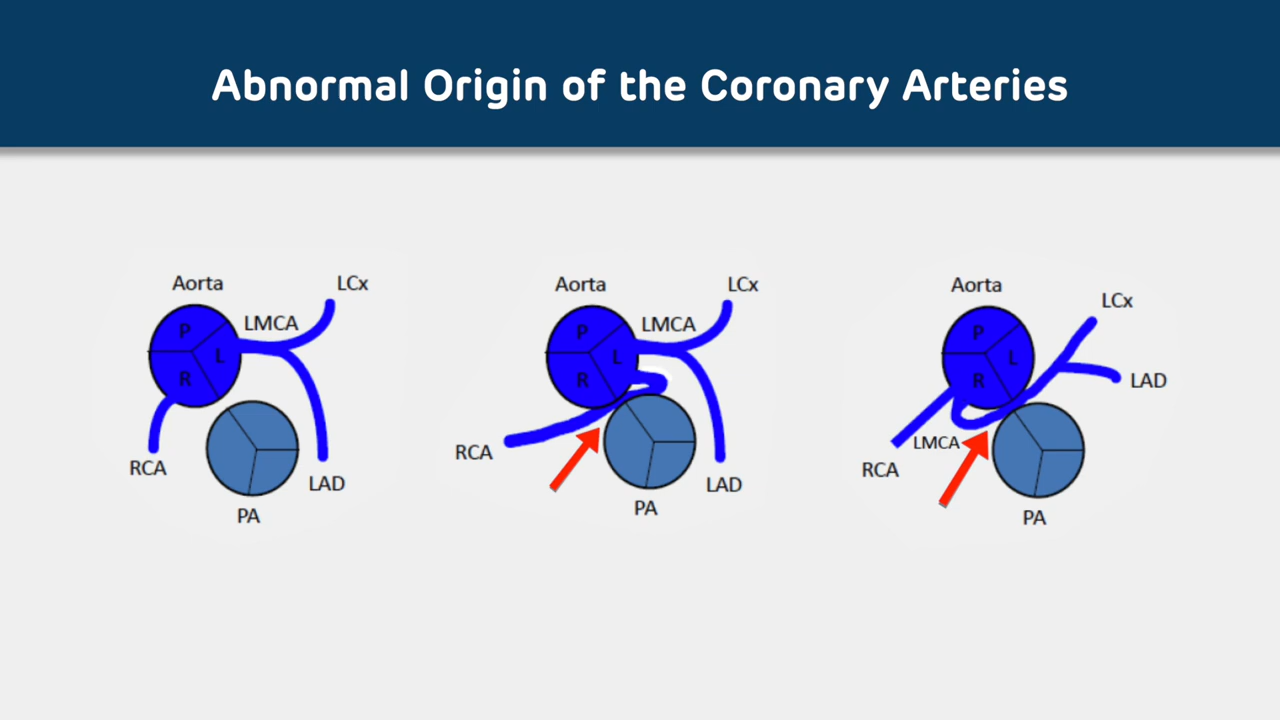 Abnormal Origin of the Coronary Arteries
Aorta
LCx
LMCA
P
L
R
RCA
LAD
PA
Aorta
LCx
LMCA
P
L
R
RCA
LAD
PA
Aorta
LCx
P
L
R
LAD
LMCA
RCA
PA